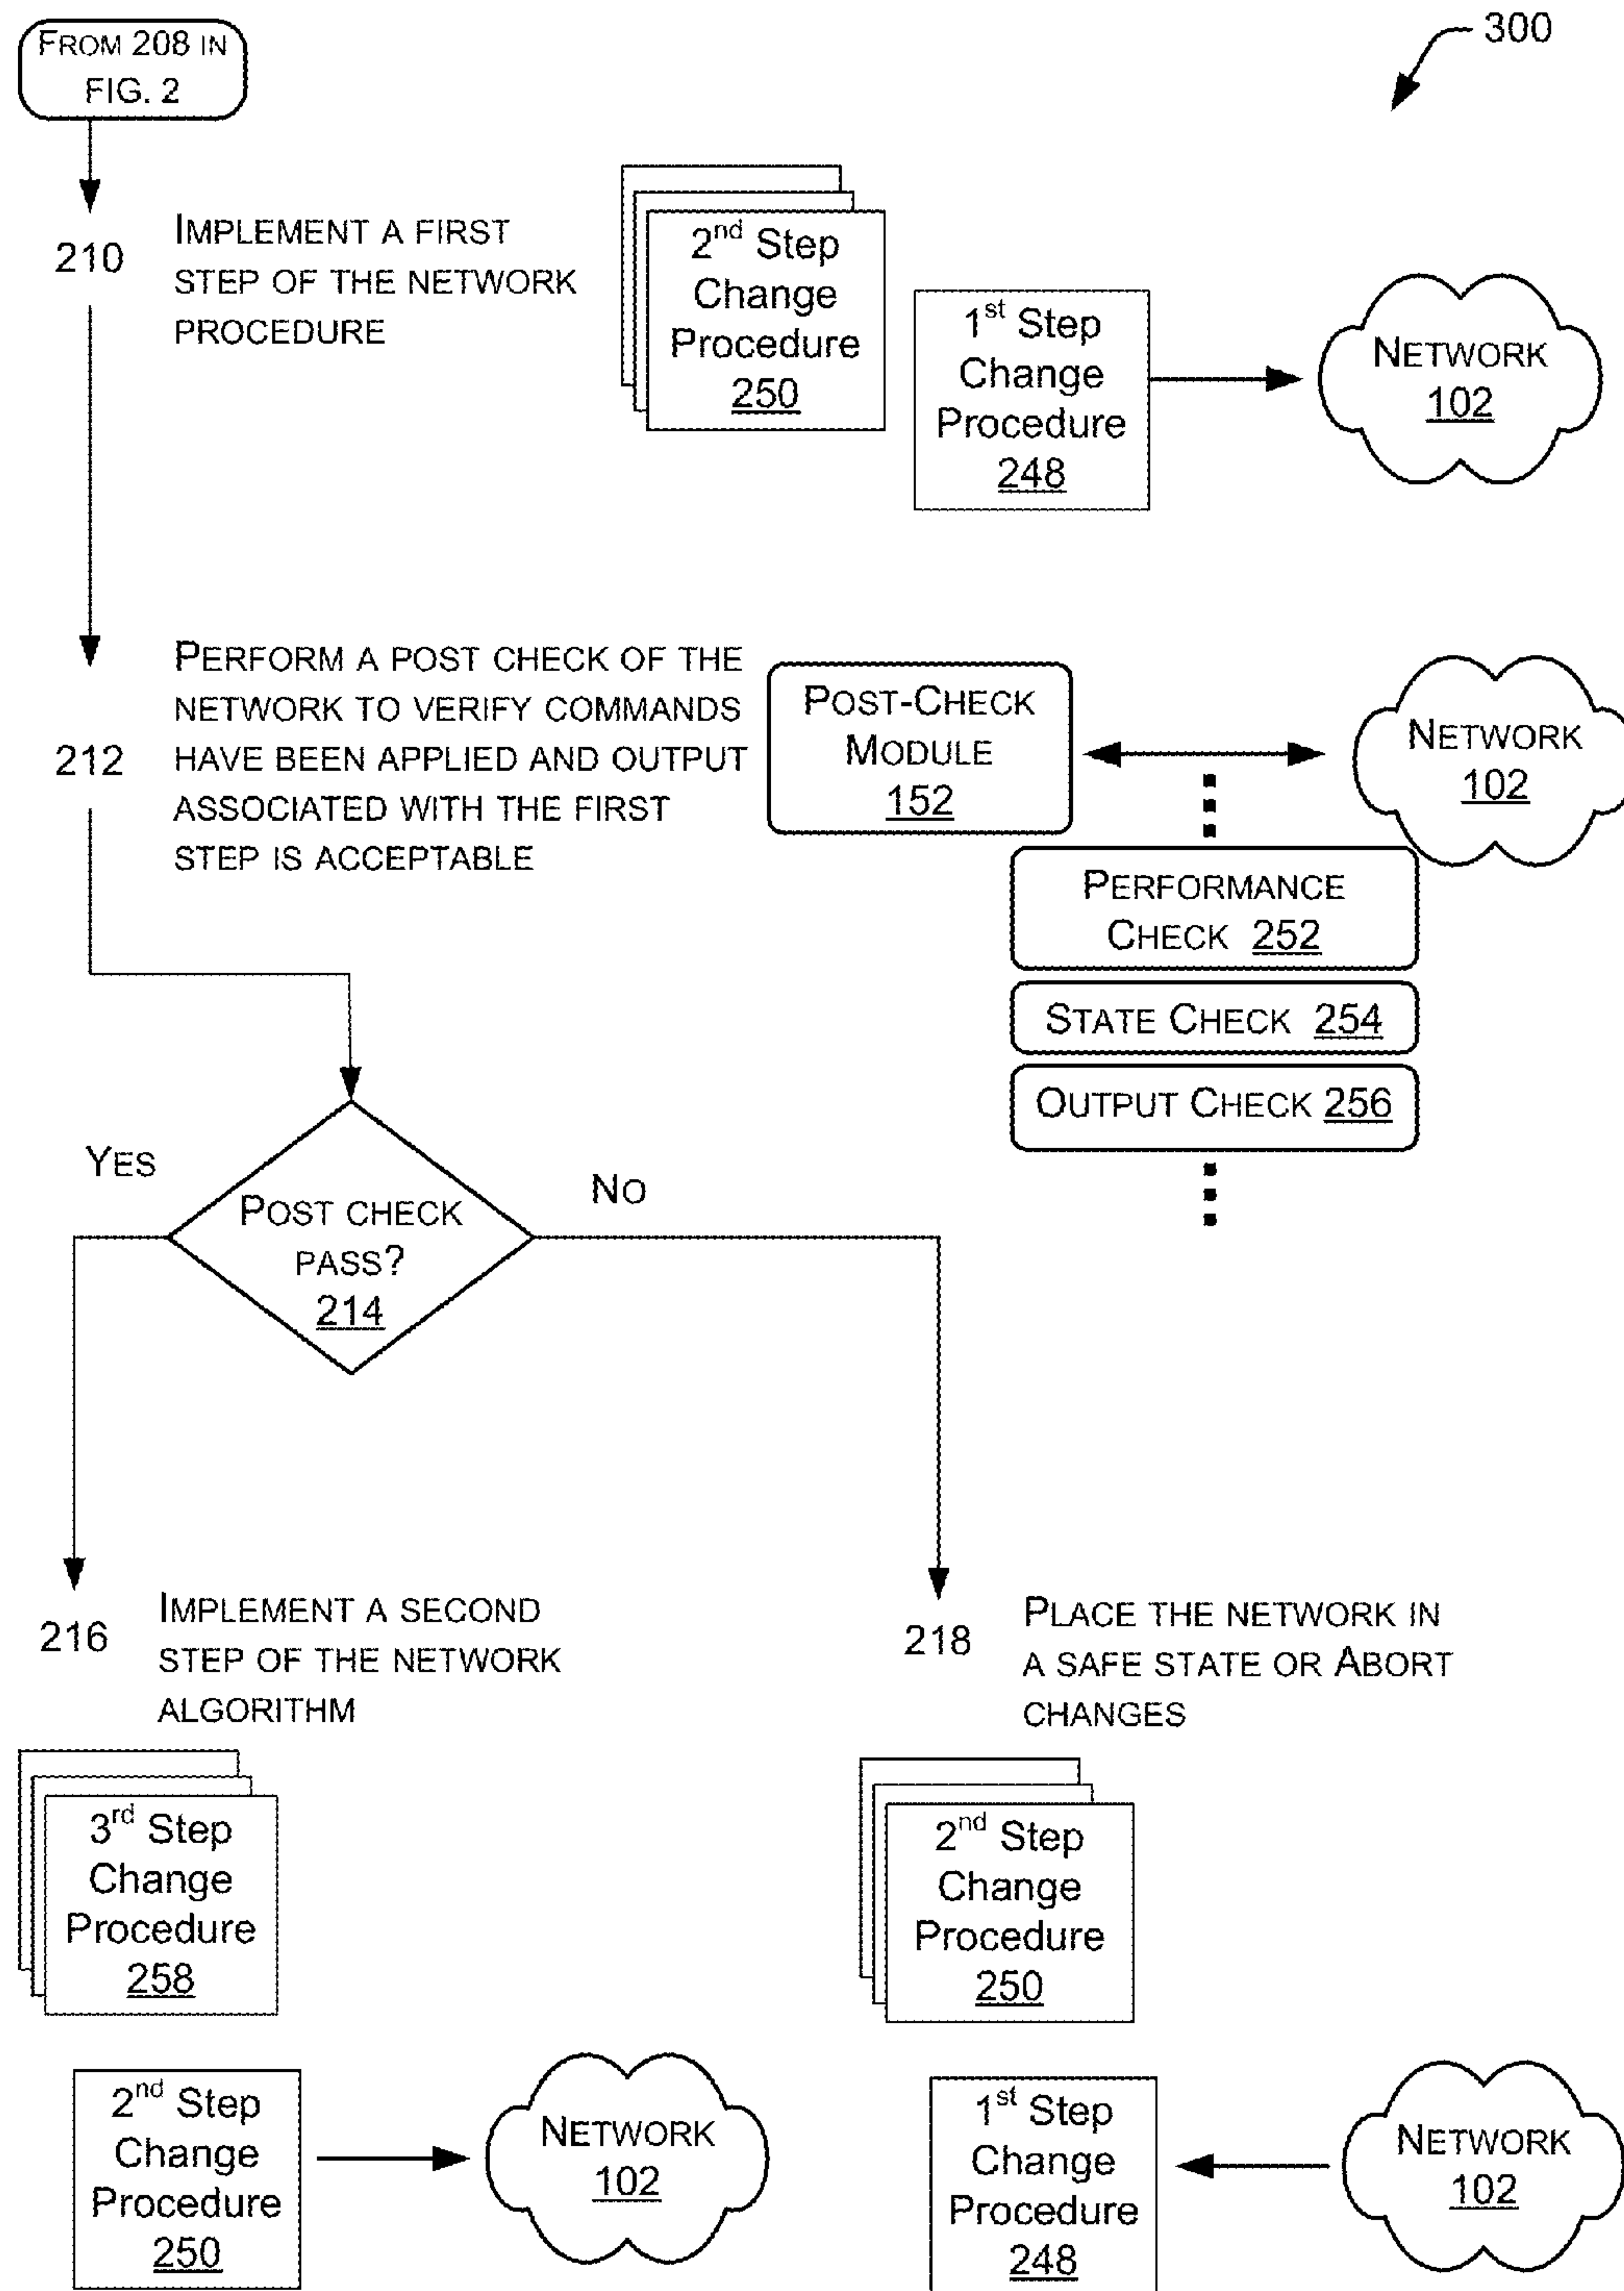 FROM 208 IN
FIG. 2
300
210
IMPLEMENT A FIRST
STEP OF THE NETWORK
PROCEDURE
2nd Step
Change
Procedure
250
1st Step
Change
Procedure
248
NETWORK
102
212
PERFORM A POST CHECK OF THE
NETWORK TO VERIFY COMMANDS
HAVE BEEN APPLIED AND OUTPUT
ASSOCIATED WITH THE FIRST
STEP IS ACCEPTABLE
POST-CHECK
MODULE
152
NETWORK
102
PERFORMANCE
CHECK 252
STATE CHECK 254
OUTPUT CHECK 256
YES
NO
POST CHECK
PASS?
214
216
IMPLEMENT A SECOND
STEP OF THE NETWORK
ALGORITHM
218
PLACE THE NETWORK IN
A SAFE STATE OR ABORT
CHANGES
3rd Step
Change
Procedure
258
2nd Step
Change
Procedure
250
2nd Step
Change
Procedure
250
NETWORK
102
1st Step
Change
Procedure
248
NETWORK
102